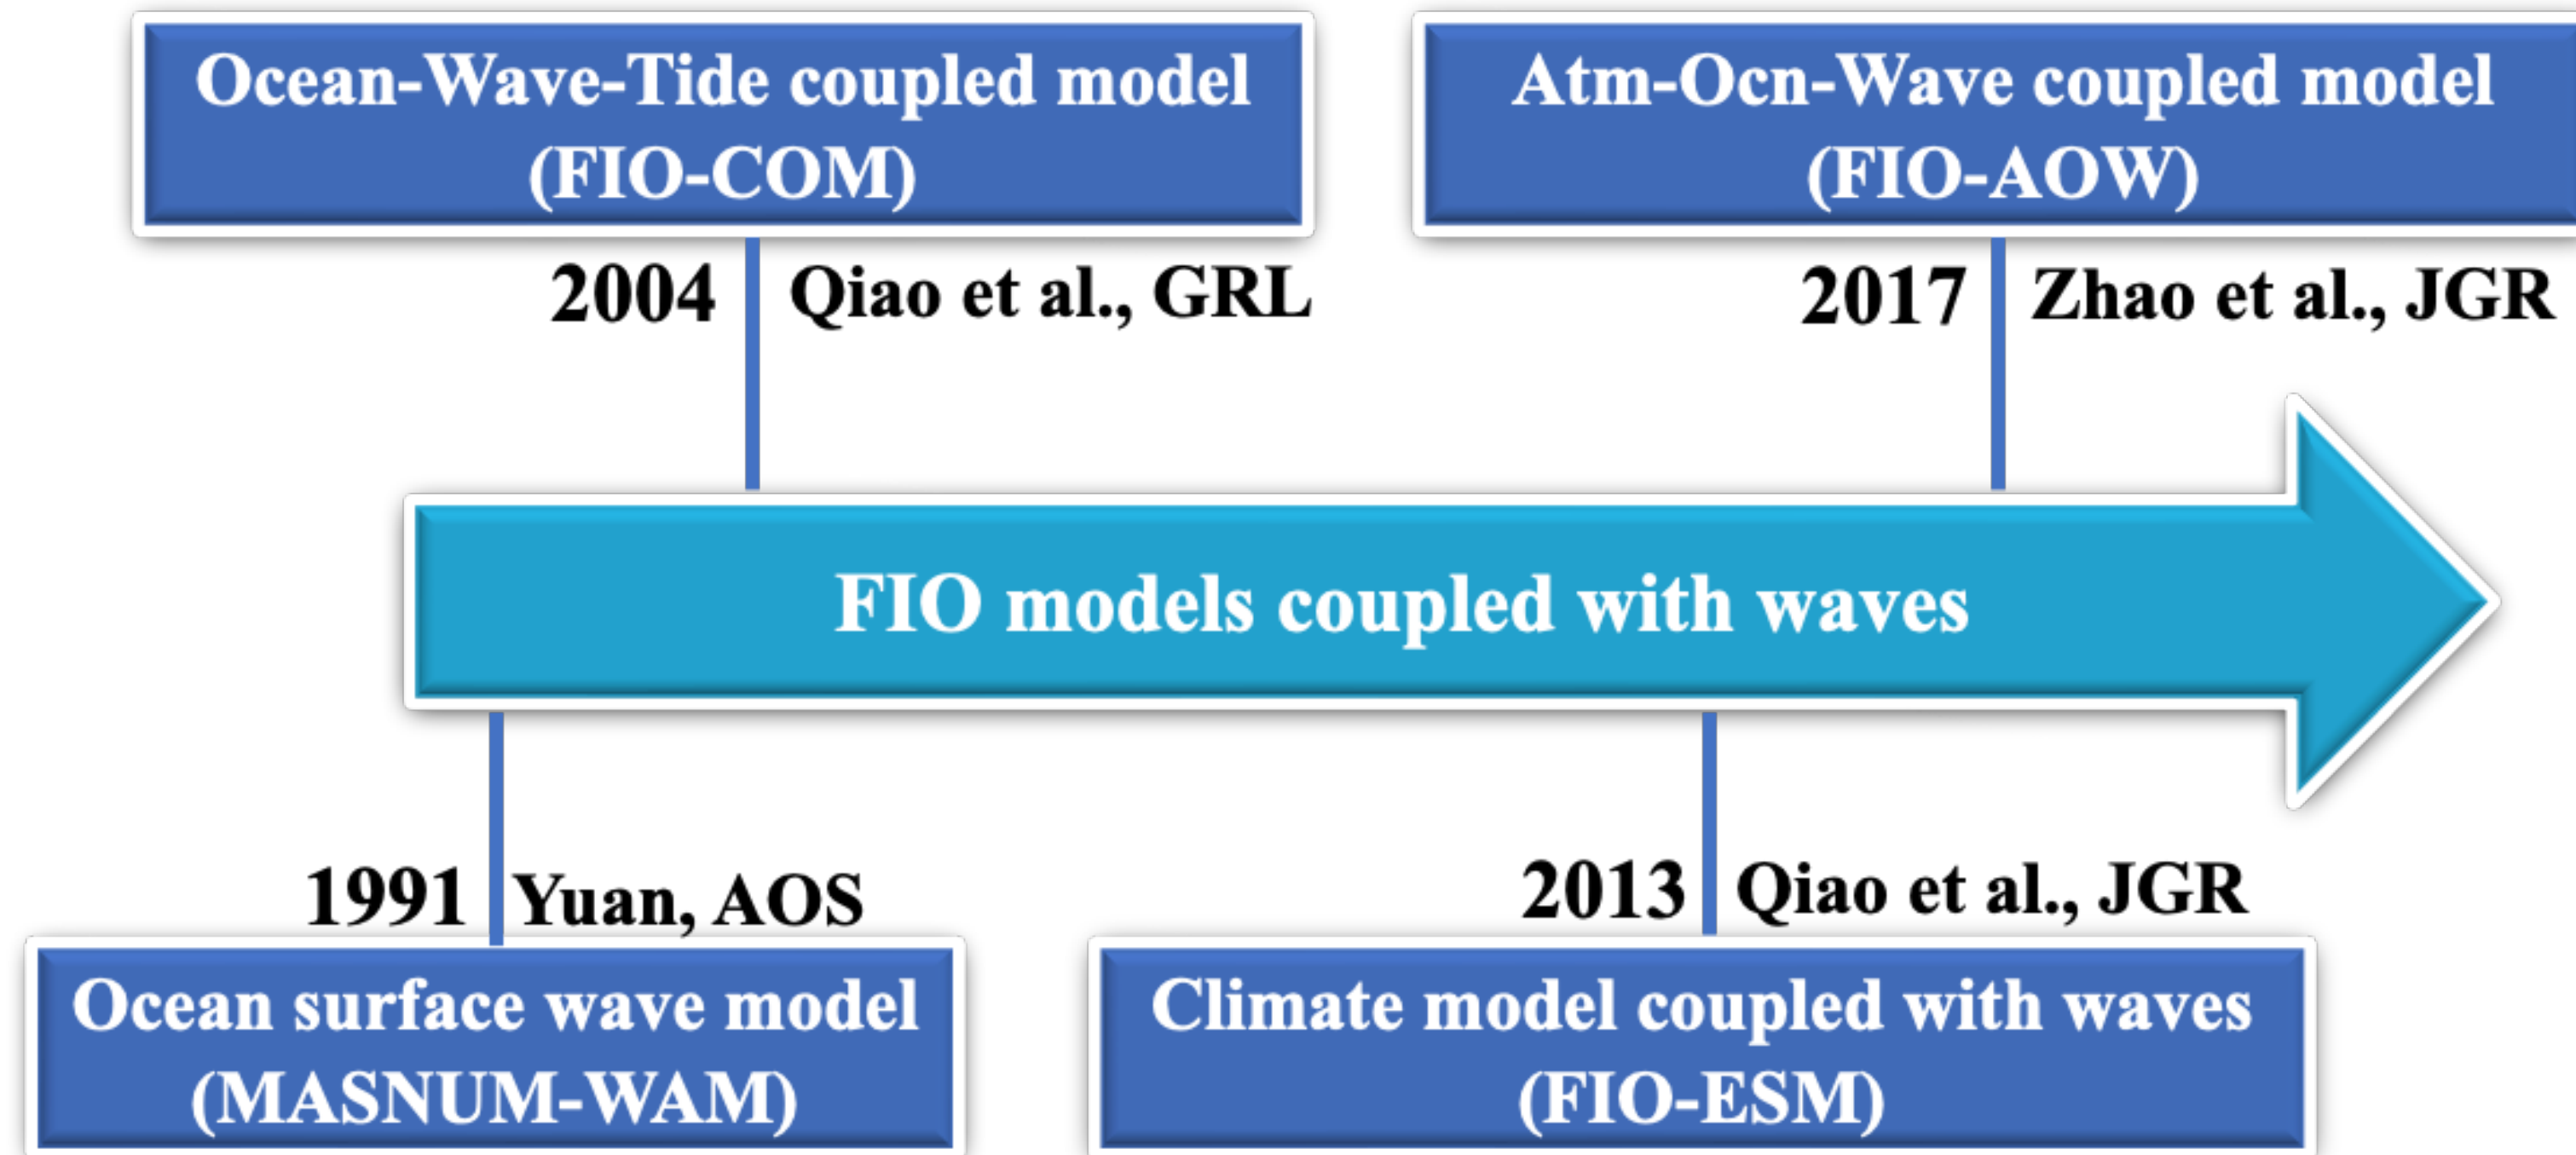 Ocean-Wave-Tide coupled model
(FIO-COM)
Atm-Ocn-Wave coupled model
(FIO-AOW)
2004 Qiao et al., GRL
2017 Zhao et al., JGR
FIO models coupled with waves
1991 Yuan, AOS
2013 Qiao et al., JGR
Ocean surface wave model
(MASNUM-WAM)
Climate model coupled with waves
(FIO-ESM)